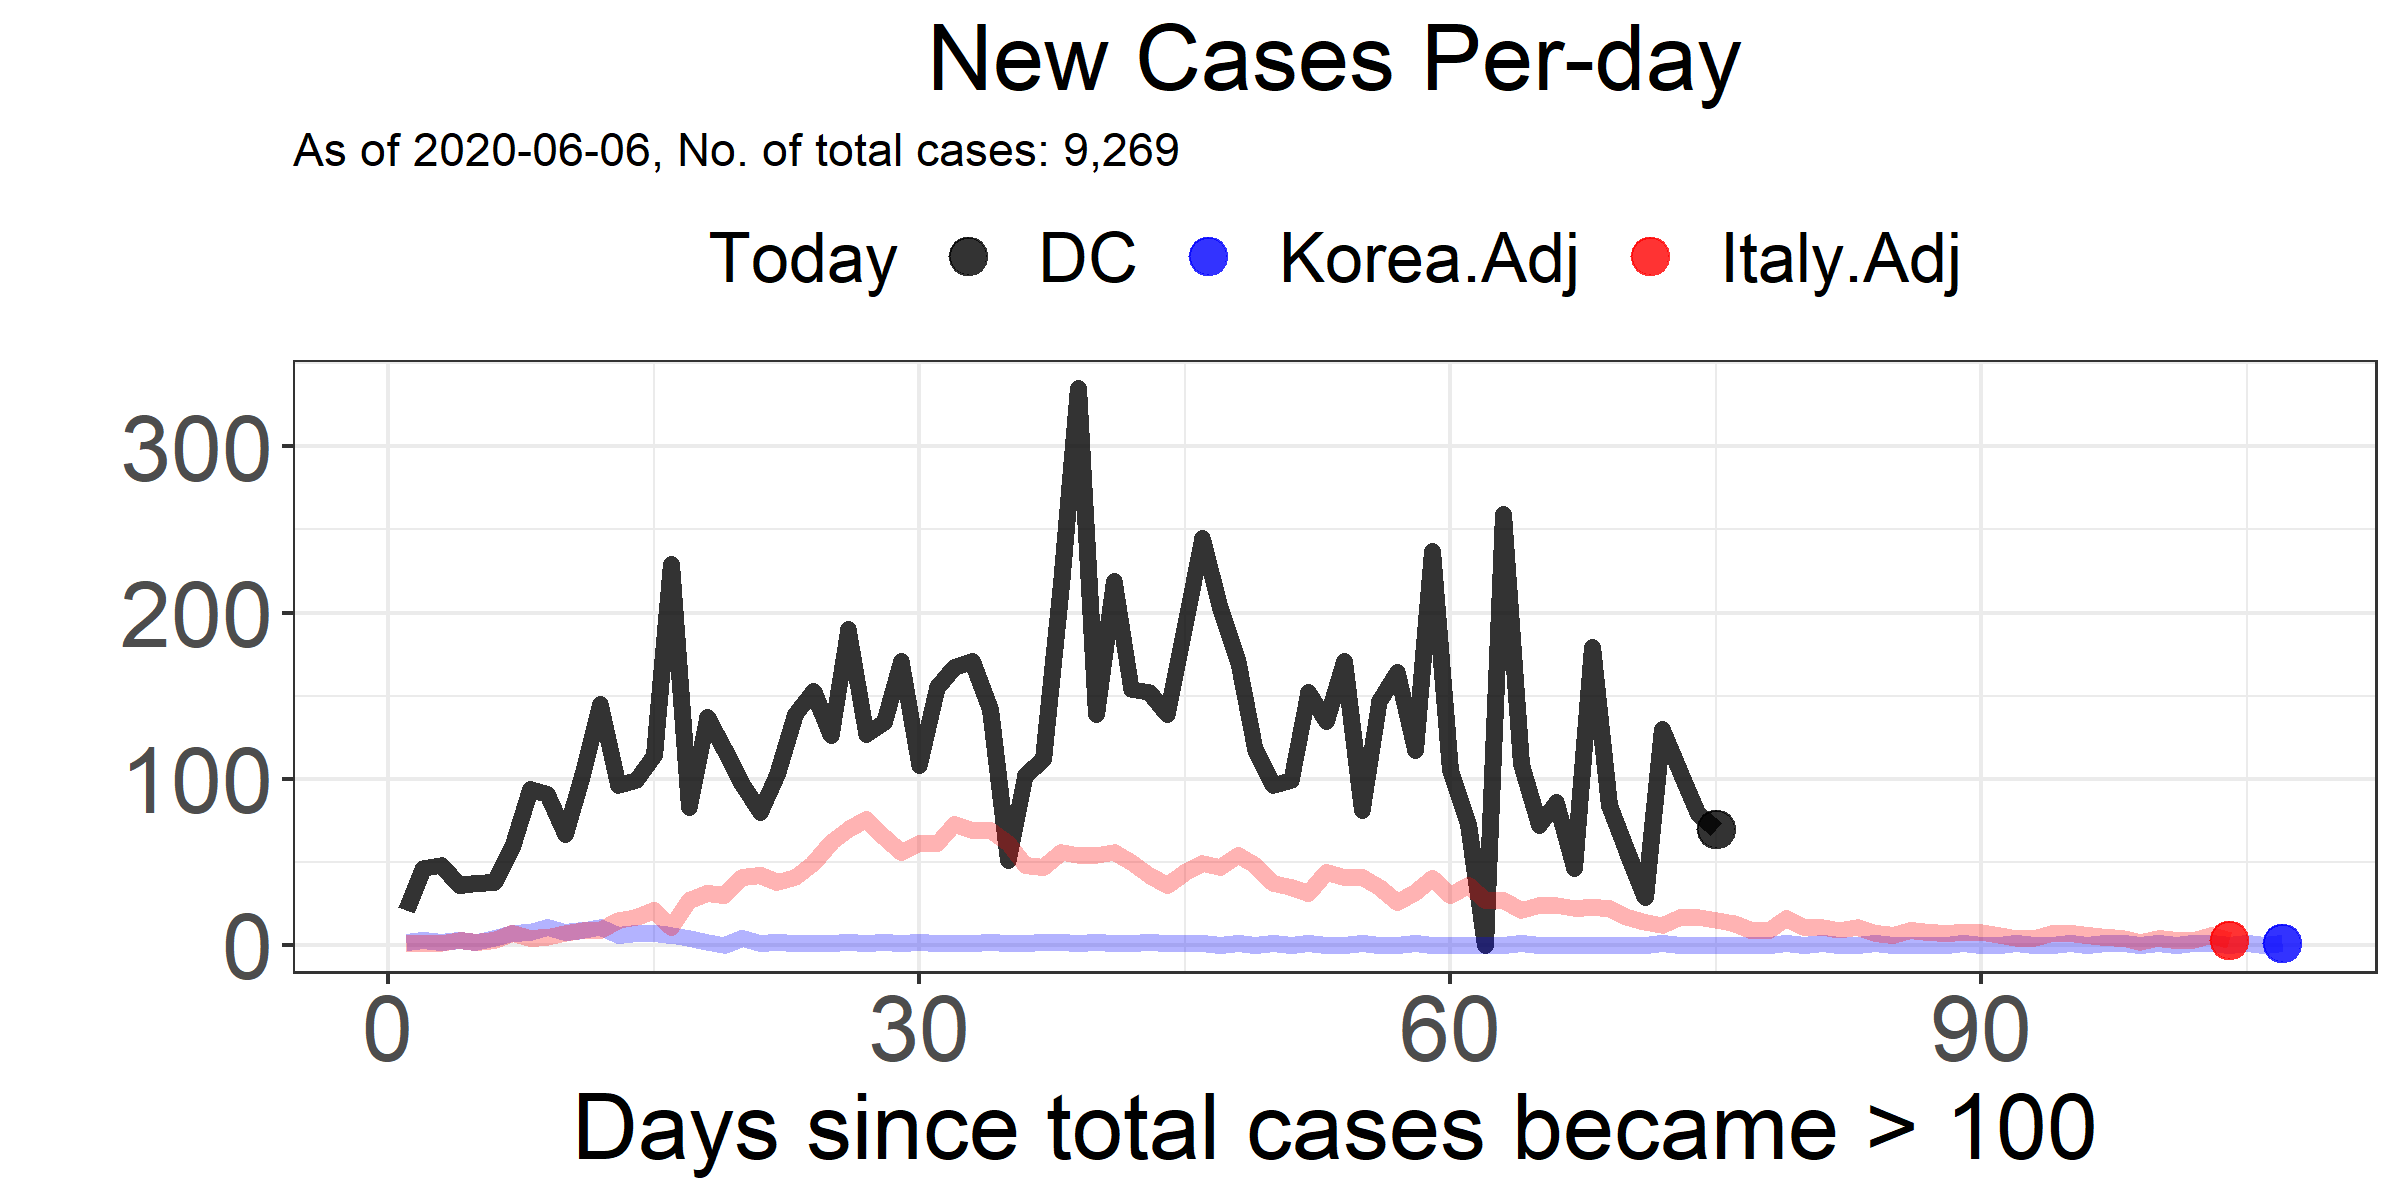 New Cases Per-day
As of 2020-06-06, No. of total cases: 9,269
Today DC Korea.Adj Italy.Adj
300
200
100
0
0 30 60 90
Days since total cases became > 100